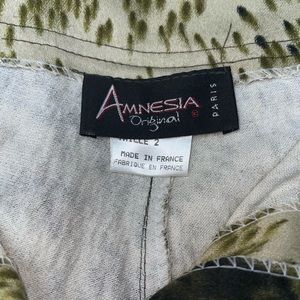 AMNESIA
Original
®
PARIS
TAILLE 2
MADE IN FRANCE
FABRIQUE EN FRANCE